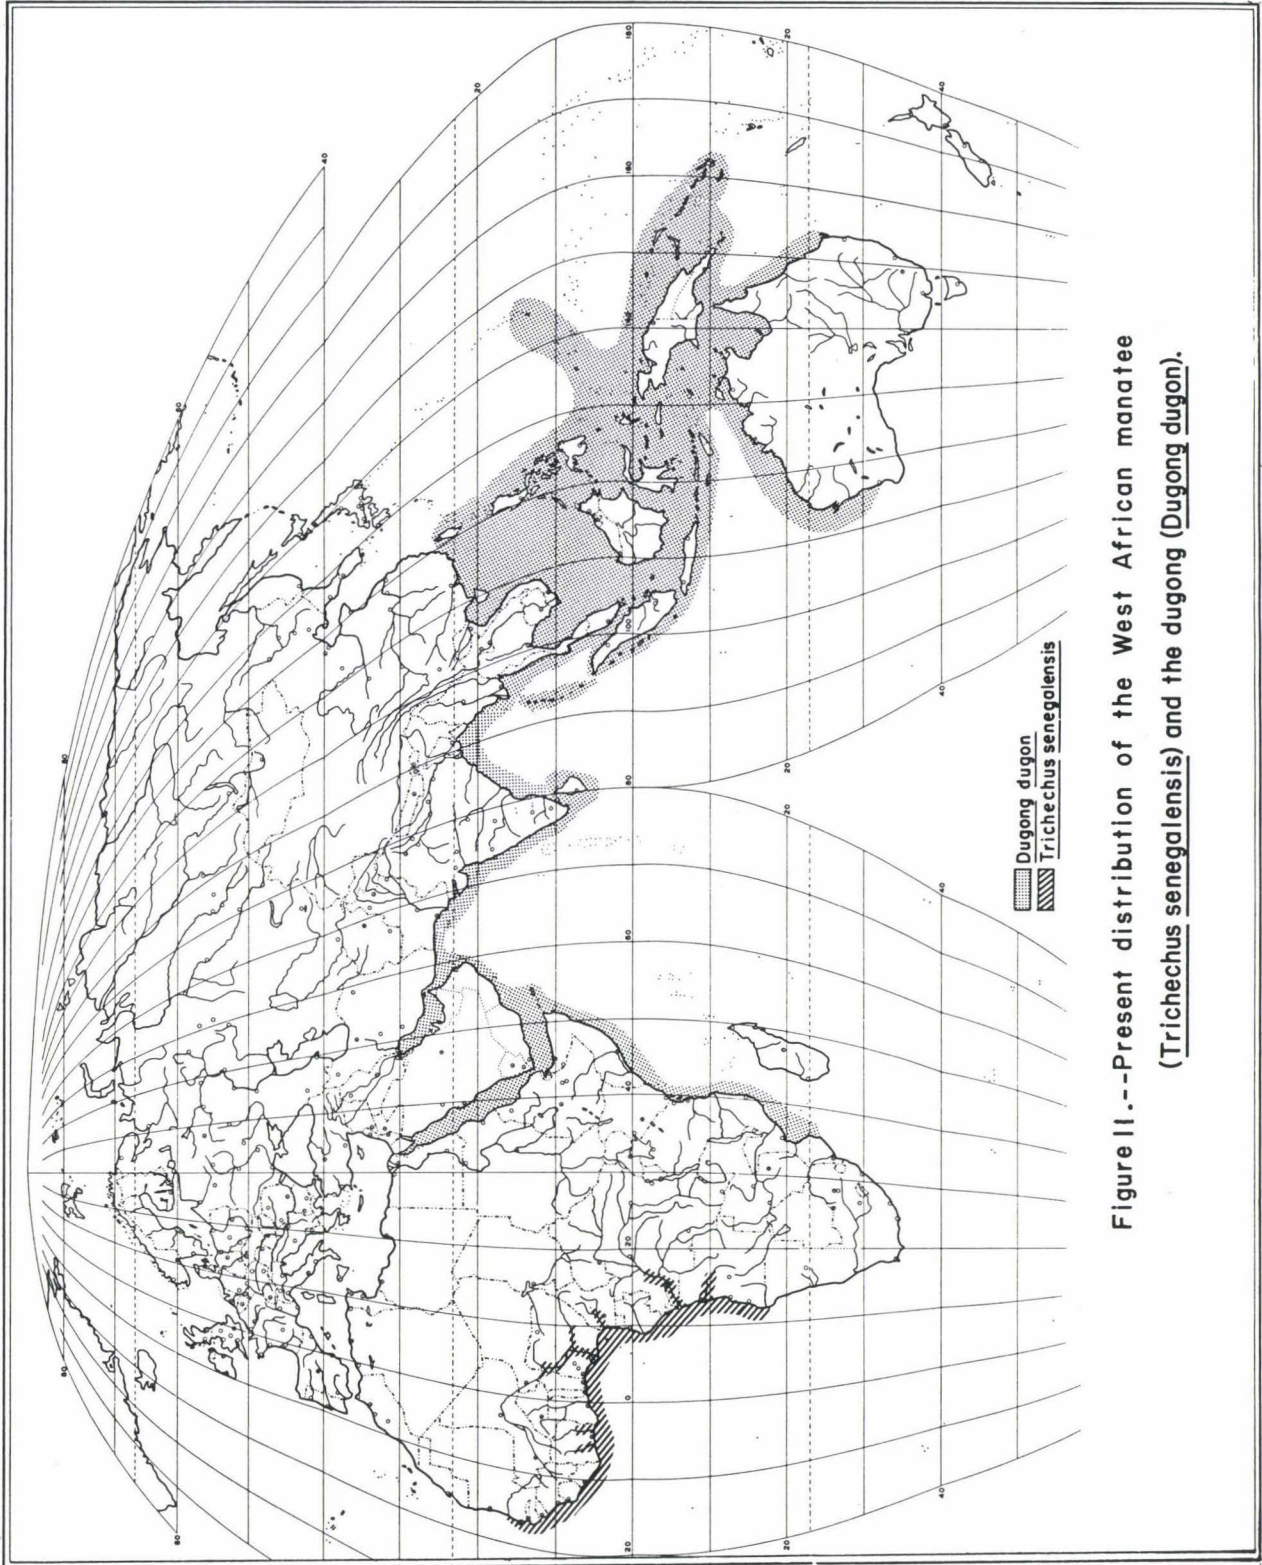 Dugong dugon
Trichechus senegalensis
Figure 11.--Present distribution of the West African manatee
(Trichechus senegalensis) and the dugong (Dugong dugon).